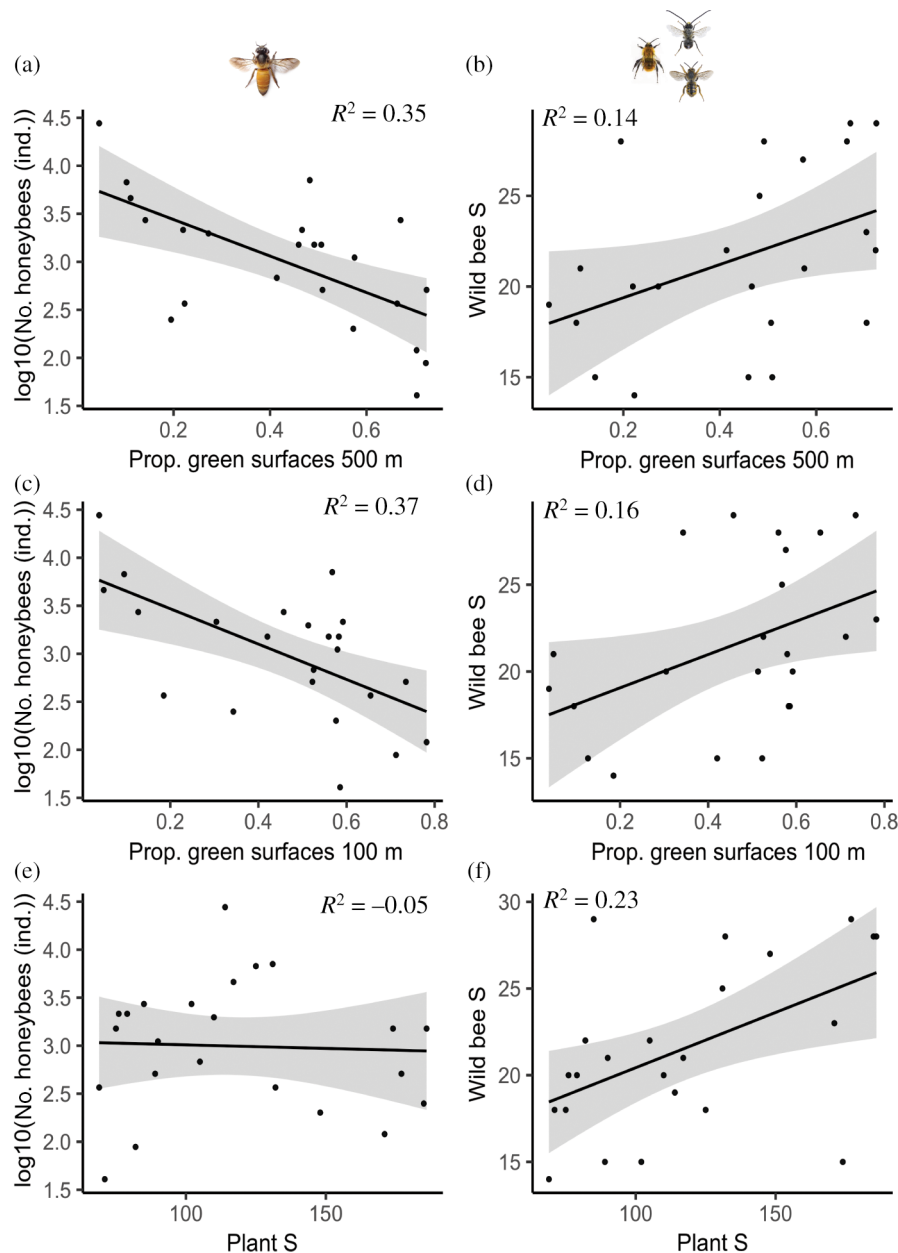 (a)
R² = 0.35
log10(No. honeybees (ind.))
4.5
4.0
3.5
3.0
2.5
2.0
1.5
0.2 0.4 0.6
Prop. green surfaces 500 m
(b)
R² = 0.14
Wild bee S
25
20
15
0.2 0.4 0.6
Prop. green surfaces 500 m
(c)
R² = 0.37
log10(No. honeybees (ind.))
4.5
4.0
3.5
3.0
2.5
2.0
1.5
0.2 0.4 0.6 0.8
Prop. green surfaces 100 m
(d)
R² = 0.16
Wild bee S
25
20
15
0.2 0.4 0.6 0.8
Prop. green surfaces 100 m
(e)
R² = –0.05
log10(No. honeybees (ind.))
4.5
4.0
3.5
3.0
2.5
2.0
1.5
100 150
Plant S
(f)
R² = 0.23
Wild bee S
30
25
20
15
100 150
Plant S